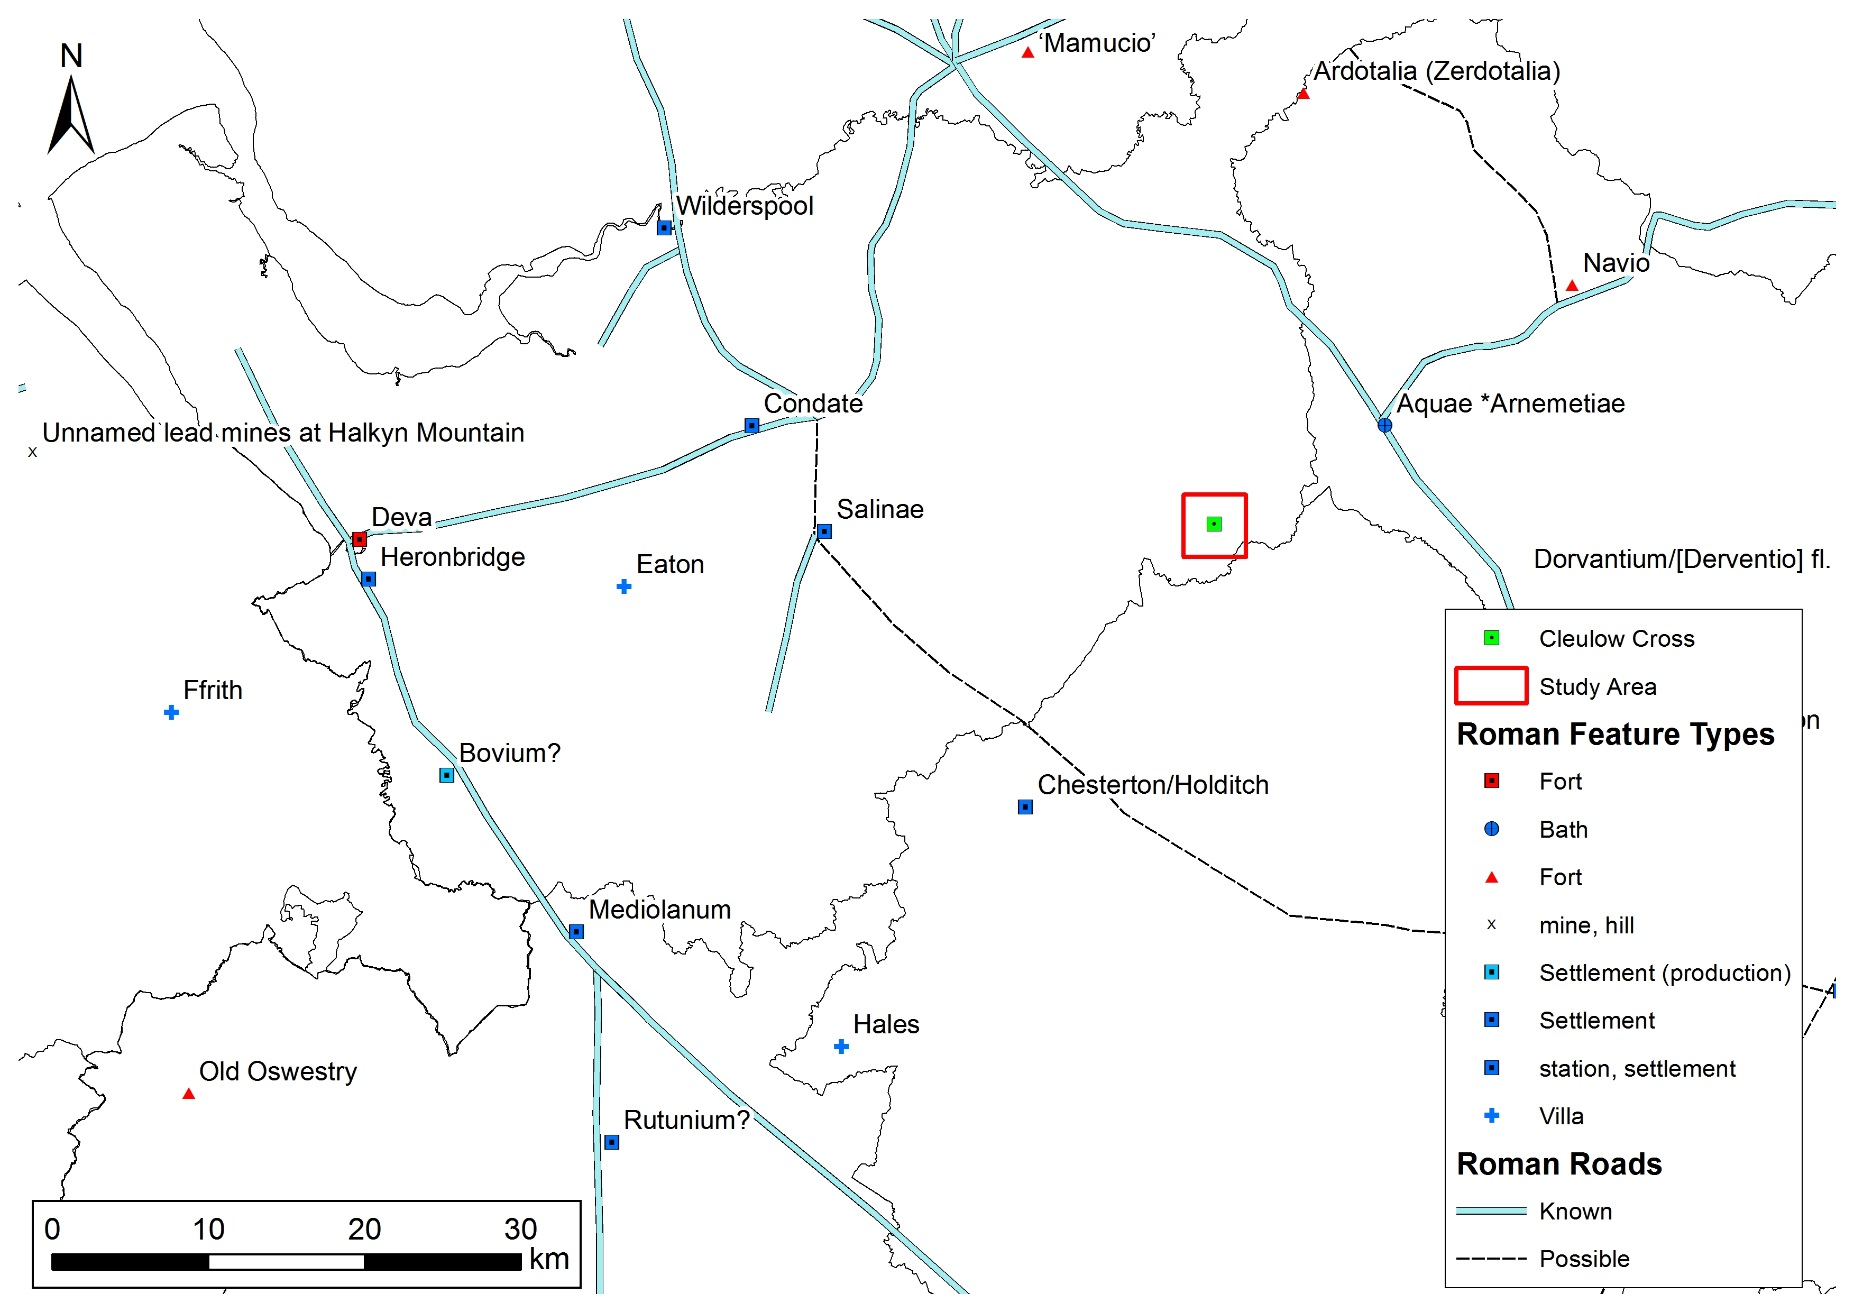 N
'Mamucio'
Ardotalia (Zerdotalia)
Wilderspool
Navio
Condate
Aquae *Arnemetiae
Unnamed lead mines at Halkyn Mountain
Salinae
Deva
Heronbridge
Eaton
Dorvantium/[Derventio] fl.
Ffrith
Bovium?
Chesterton/Holditch
Mediolanum
Hales
Old Oswestry
Rutunium?
Cleulow Cross
Study Area
on
Roman Feature Types
Fort
Bath
Fort
mine, hill
Settlement (production)
Settlement
station, settlement
Villa
Roman Roads
Known
Possible
0 10 20 30
km